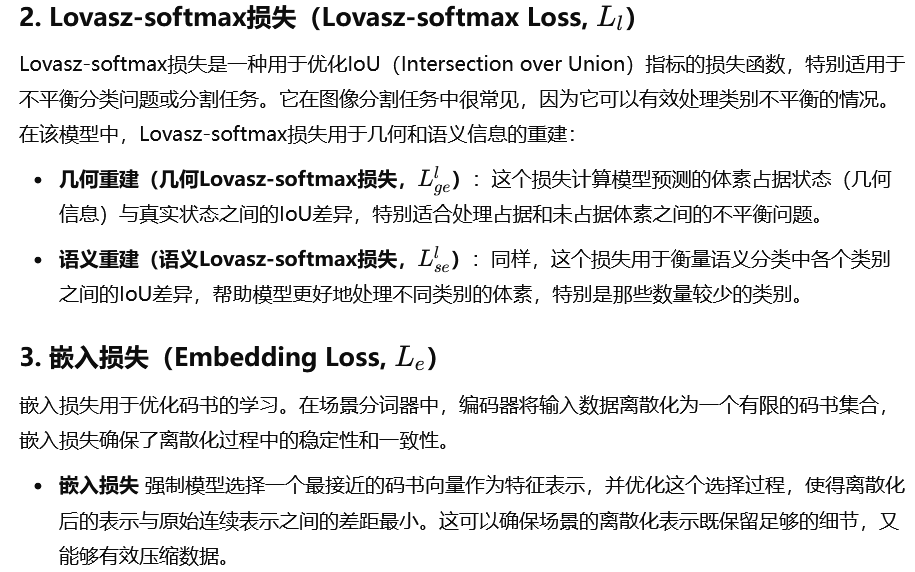 2. Lovasz-softmax损失（Lovasz-softmax Loss, L_l）
Lovasz-softmax损失是一种用于优化IoU（Intersection over Union）指标的损失函数，特别适用于
不平衡分类问题或分割任务。它在图像分割任务中很常见，因为它可以有效处理类别不平衡的情况。
在该模型中，Lovasz-softmax损失用于几何和语义信息的重建：
• 几何重建（几何Lovasz-softmax损失，L_{ge}^l）：这个损失计算模型预测的体素占据状态（几何
信息）与真实状态之间的IoU差异，特别适合处理占据和未占据体素之间的不平衡问题。
• 语义重建（语义Lovasz-softmax损失，L_{se}^l）：同样，这个损失用于衡量语义分类中各个类别
之间的IoU差异，帮助模型更好地处理不同类别的体素，特别是那些数量较少的类别。
3. 嵌入损失（Embedding Loss, L_e）
嵌入损失用于优化码书的学习。在场景分词器中，编码器将输入数据离散化为一个有限的码书集合，
嵌入损失确保了离散化过程中的稳定性和一致性。
• 嵌入损失 强制模型选择一个最接近的码书向量作为特征表示，并优化这个选择过程，使得离散化
后的表示与原始连续表示之间的差距最小。这可以确保场景的离散化表示既保留足够的细节，又
能够有效压缩数据。